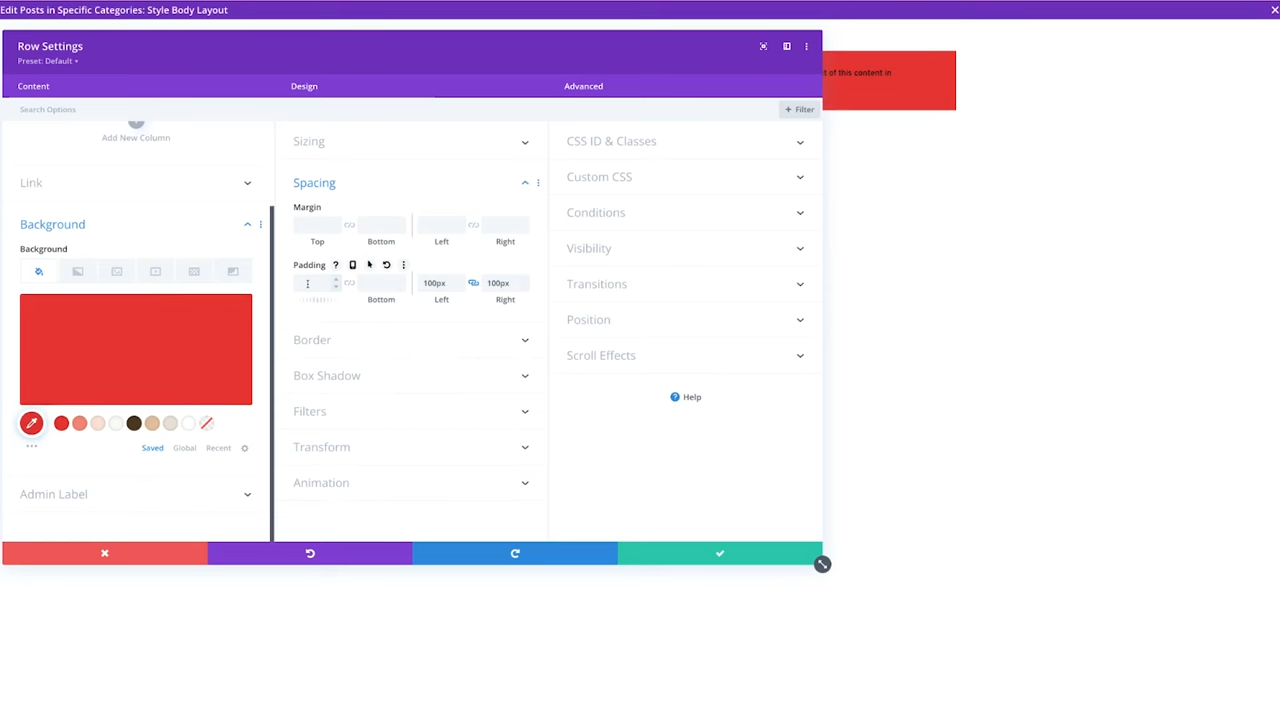 Edit Posts in Specific Categories: Style Body Layout
Row Settings
Preset: Default
Content
Design
Advanced
Search Options
+ Filter
t of this content in
Add New Column
Link
Background
Background
Saved
Global
Recent
Admin Label
Sizing
Spacing
Margin
Top
Bottom
Left
Right
Padding
100px
100px
Bottom
Left
Right
Border
Box Shadow
Filters
Transform
Animation
CSS ID & Classes
Custom CSS
Conditions
Visibility
Transitions
Position
Scroll Effects
Help